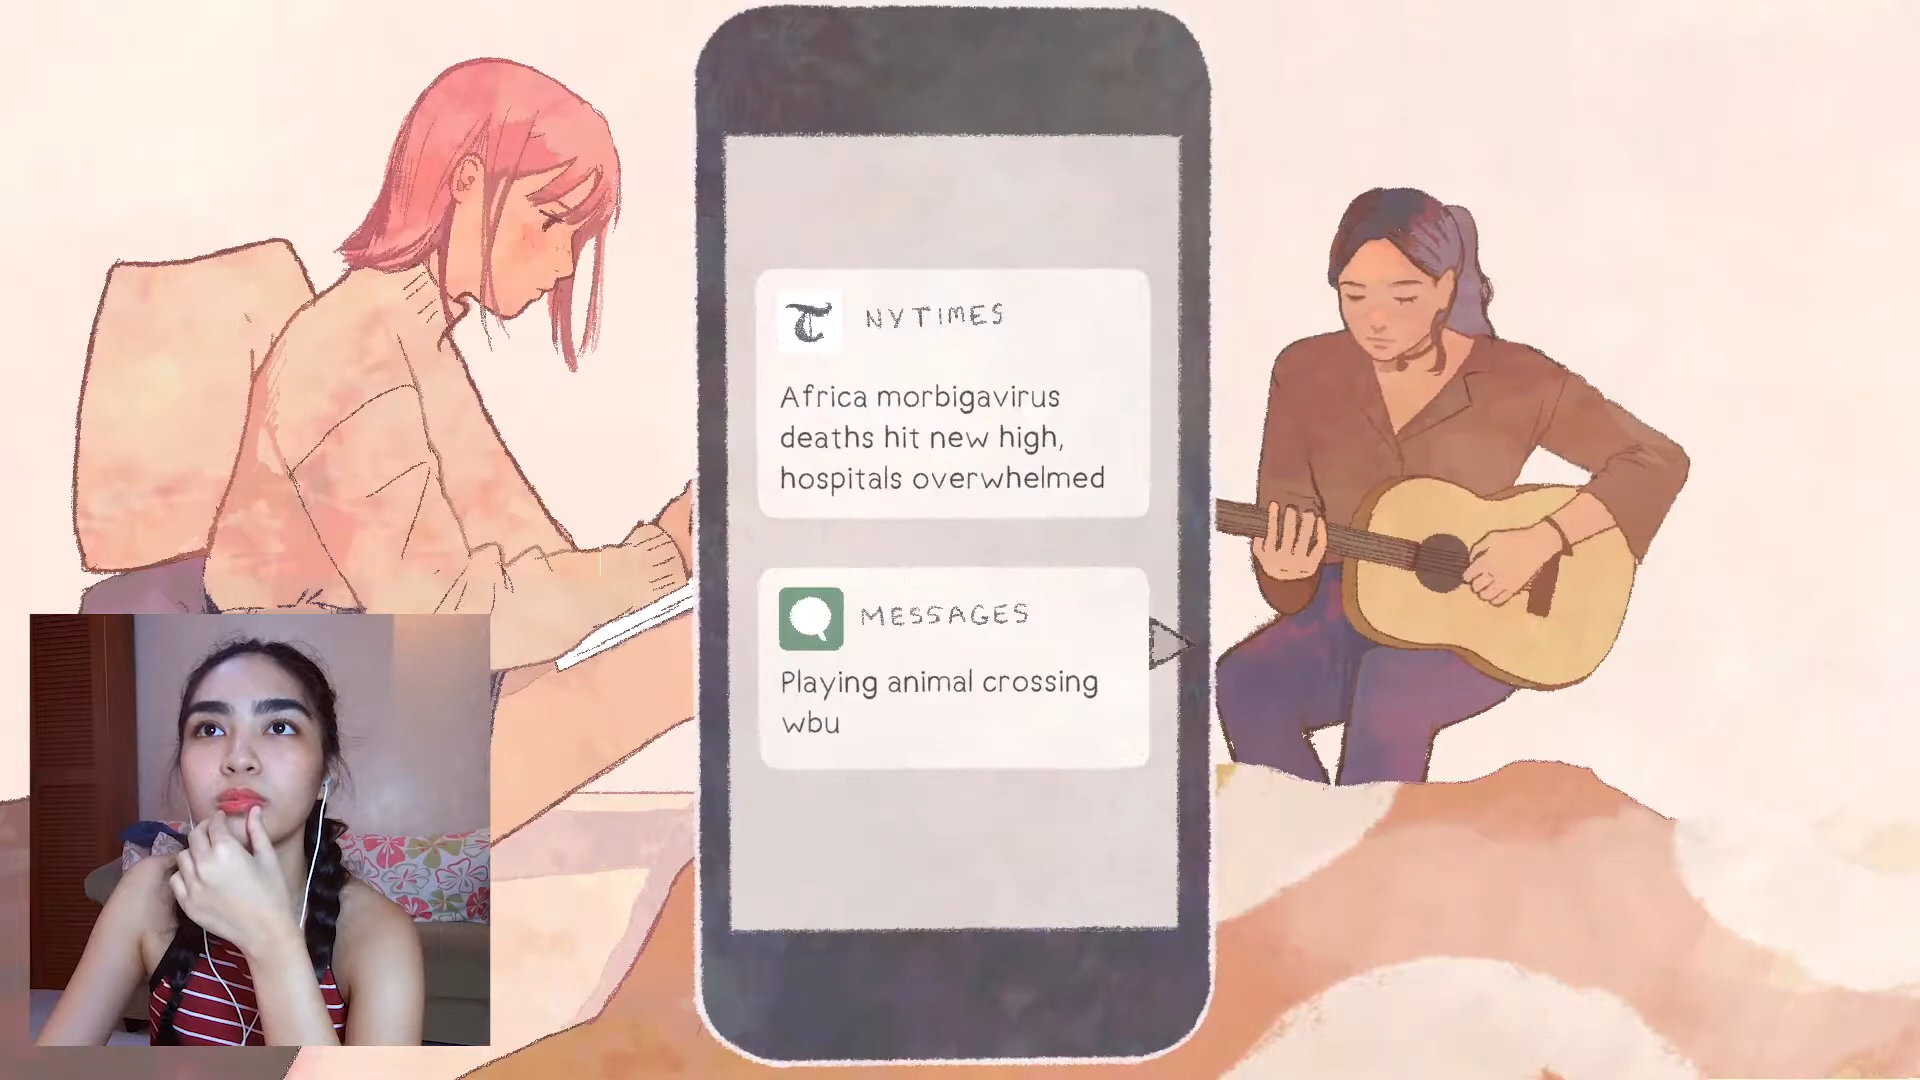 NYTIMES
Africa morbigavirus
deaths hit new high,
hospitals overwhelmed
MESSAGES
Playing animal crossing
wbu